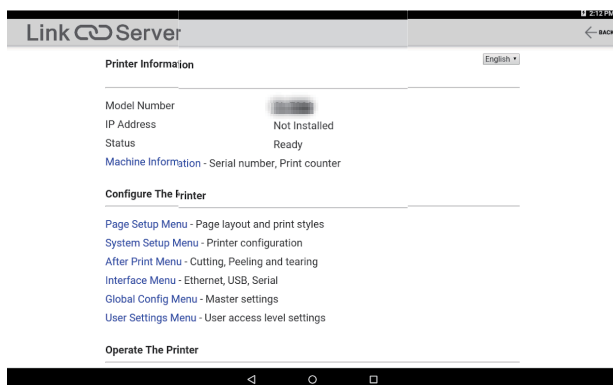 2:12 PM
Link Server
BACK
Printer Information
English
Model Number
IP Address Not Installed
Status Ready
Machine Information - Serial number, Print counter
Configure The Printer
Page Setup Menu - Page layout and print styles
System Setup Menu - Printer configuration
After Print Menu - Cutting, Peeling and tearing
Interface Menu - Ethernet, USB, Serial
Global Config Menu - Master settings
User Settings Menu - User access level settings
Operate The Printer